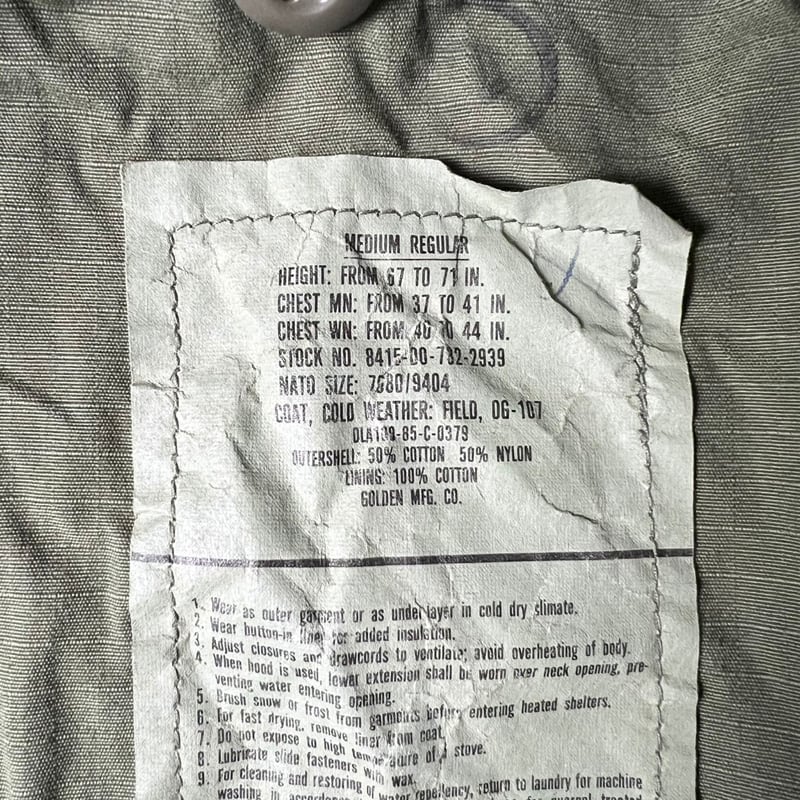 MEDIUM REGULAR
HEIGHT: FROM 67 TO 71 IN.
CHEST MN: FROM 37 TO 41 IN.
CHEST WN: FROM 40 TO 44 IN.
STOCK NO. 8415-00-732-2939
NATO SIZE: 7080/9404
COAT, COLD WEATHER: FIELD, OG-107
DLA100-85-C-0379
OUTERSHELL: 50% COTTON 50% NYLON
LINING: 100% COTTON
GOLDEN MFG. CO.
1. Wear as outer garment or as underlayer in cold dry climate.
2. Wear button-in liner for added insulation.
3. Adjust closures and drawcords to ventilate; avoid overheating of body.
4. When hood is used, lower extension shall be worn over neck opening, pre-
venting water entering opening.
5. Brush snow or frost from garments before entering heated shelters.
6. For fast drying, remove liner from coat.
7. Do not expose to high temperature of a stove.
8. Lubricate slide fasteners with wax.
9. For cleaning and restoring of water repellency, return to laundry for machine
washing in